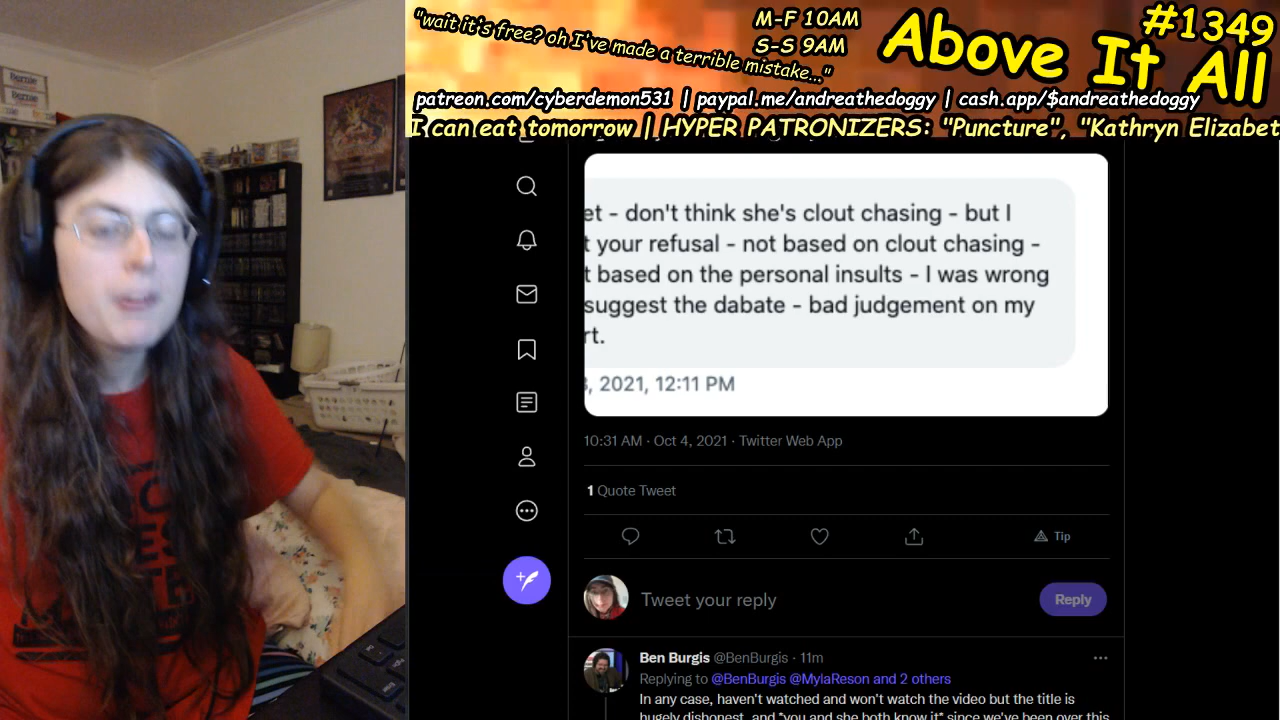 "wait it's free? oh I've made a terrible mistake..."
M-F 10AM
S-S 9AM
Above It All
#1349
patreon.com/cyberdemon531 | paypal.me/andreathedoggy | cash.app/$andreathedoggy
I can eat tomorrow | HYPER PATRONIZERS: "Puncture", "Kathryn Elizabet
Bernie
Bernie
et - don't think she's clout chasing - but I
t your refusal - not based on clout chasing -
t based on the personal insults - I was wrong
suggest the dabate - bad judgement on my
rt.
, 2021, 12:11 PM
10:31 AM · Oct 4, 2021 · Twitter Web App
1 Quote Tweet
Tip
Tweet your reply
Reply
Ben Burgis @BenBurgis · 11m
Replying to @BenBurgis @MylaReson and 2 others
In any case, haven't watched and won't watch the video but the title is
hugely dishonest, and *you and she both know it* since we've been over this